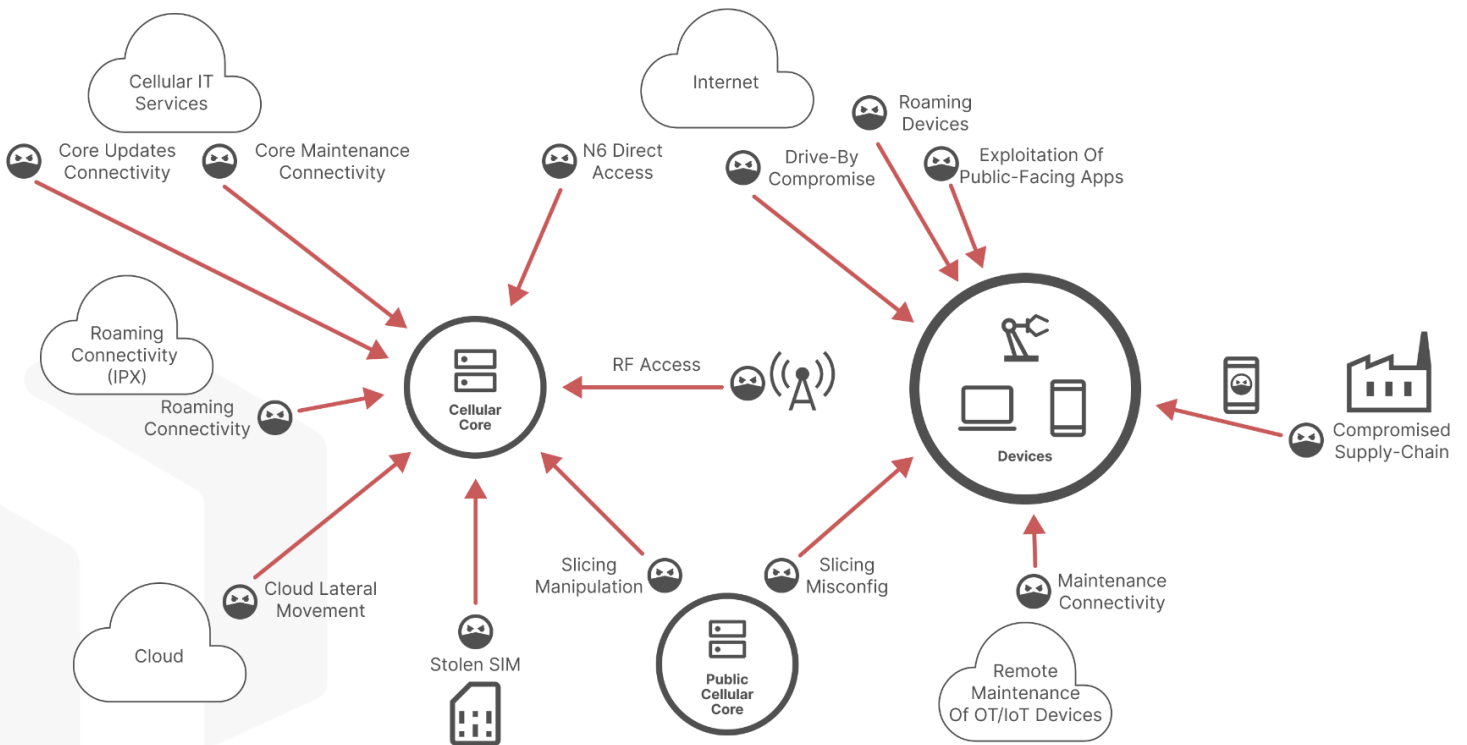 Cellular IT
Services
Internet
Roaming
Devices
Core Updates
Connectivity
Core Maintenance
Connectivity
N6 Direct
Access
Drive-By
Compromise
Exploitation Of
Public-Facing Apps
Roaming
Connectivity
(IPX)
RF Access
Cellular
Core
Roaming
Connectivity
Devices
Compromised
Supply-Chain
Cloud Lateral
Movement
Slicing
Manipulation
Slicing
Misconfig
Maintenance
Connectivity
Cloud
Stolen SIM
Public
Cellular
Core
Remote
Maintenance
Of OT/IoT Devices